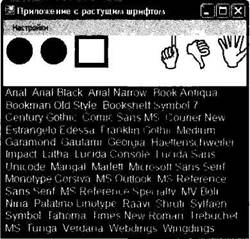 Приложение с растущим шрифтом
Настройки
Arial Arial Black Arial Narrow Book Antiqua
Bookman Old Style Bookshelf Symbol 7
Century Gothic Comic Sans MS Courier New
Estrangelo Edessa Franklin Gothic Medium
Garamond Gautami Georgia Haettenschweiler
Impact Latha Lucida Console Lucida Sans
Unicode Mangal Marlett Microsoft Sans Serif
Monotype Corsiva MS Outlook MS Reference
Sans Serif MS Reference Specialty MV Boli
Nina Palatino Linotype Raavi Shruti Sylfaen
Symbol Tahoma Times New Roman Trebuchet
MS Tunga Verdana Webdings Wingdings